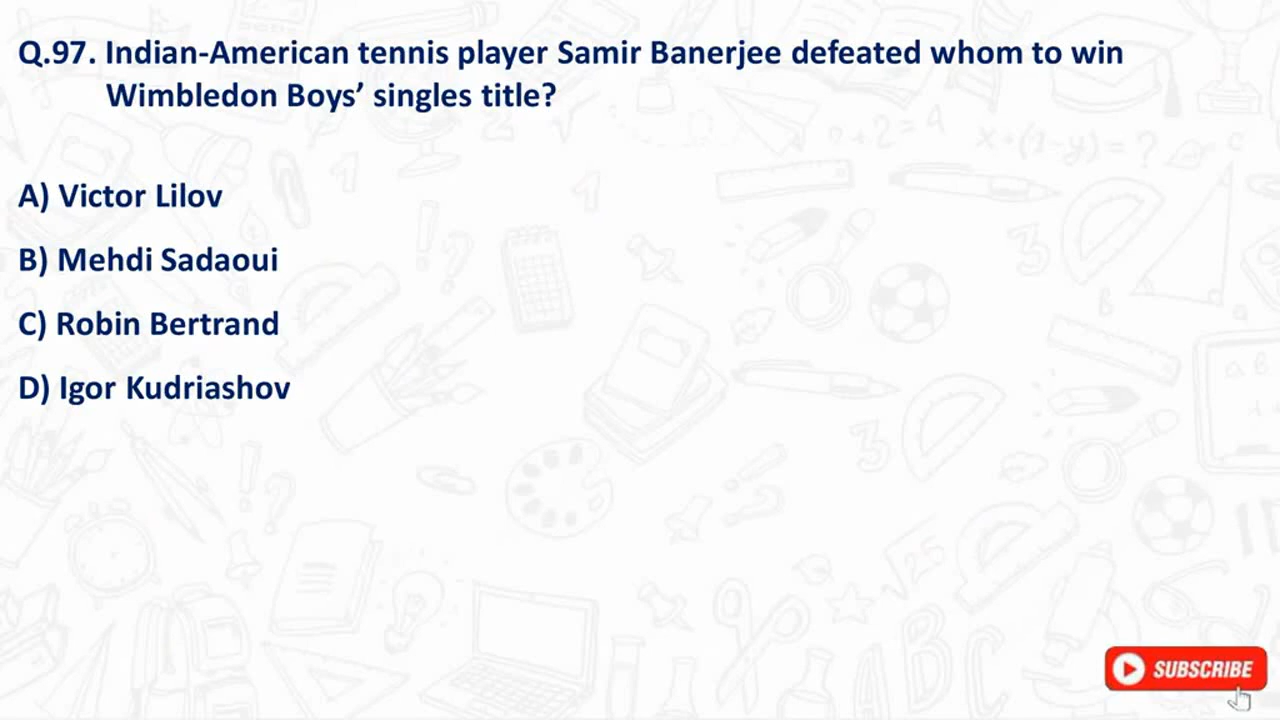 Q.97. Indian-American tennis player Samir Banerjee defeated whom to win
Wimbledon Boys’ singles title?
A) Victor Lilov
B) Mehdi Sadaoui
C) Robin Bertrand
D) Igor Kudriashov
SUBSCRIBE